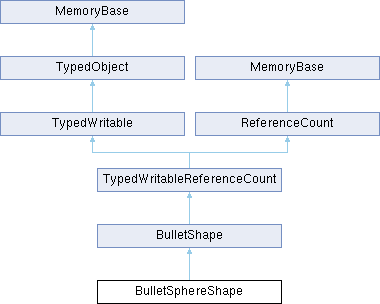 MemoryBase
TypedObject
MemoryBase
TypedWritable
ReferenceCount
TypedWritableReferenceCount
BulletShape
BulletSphereShape